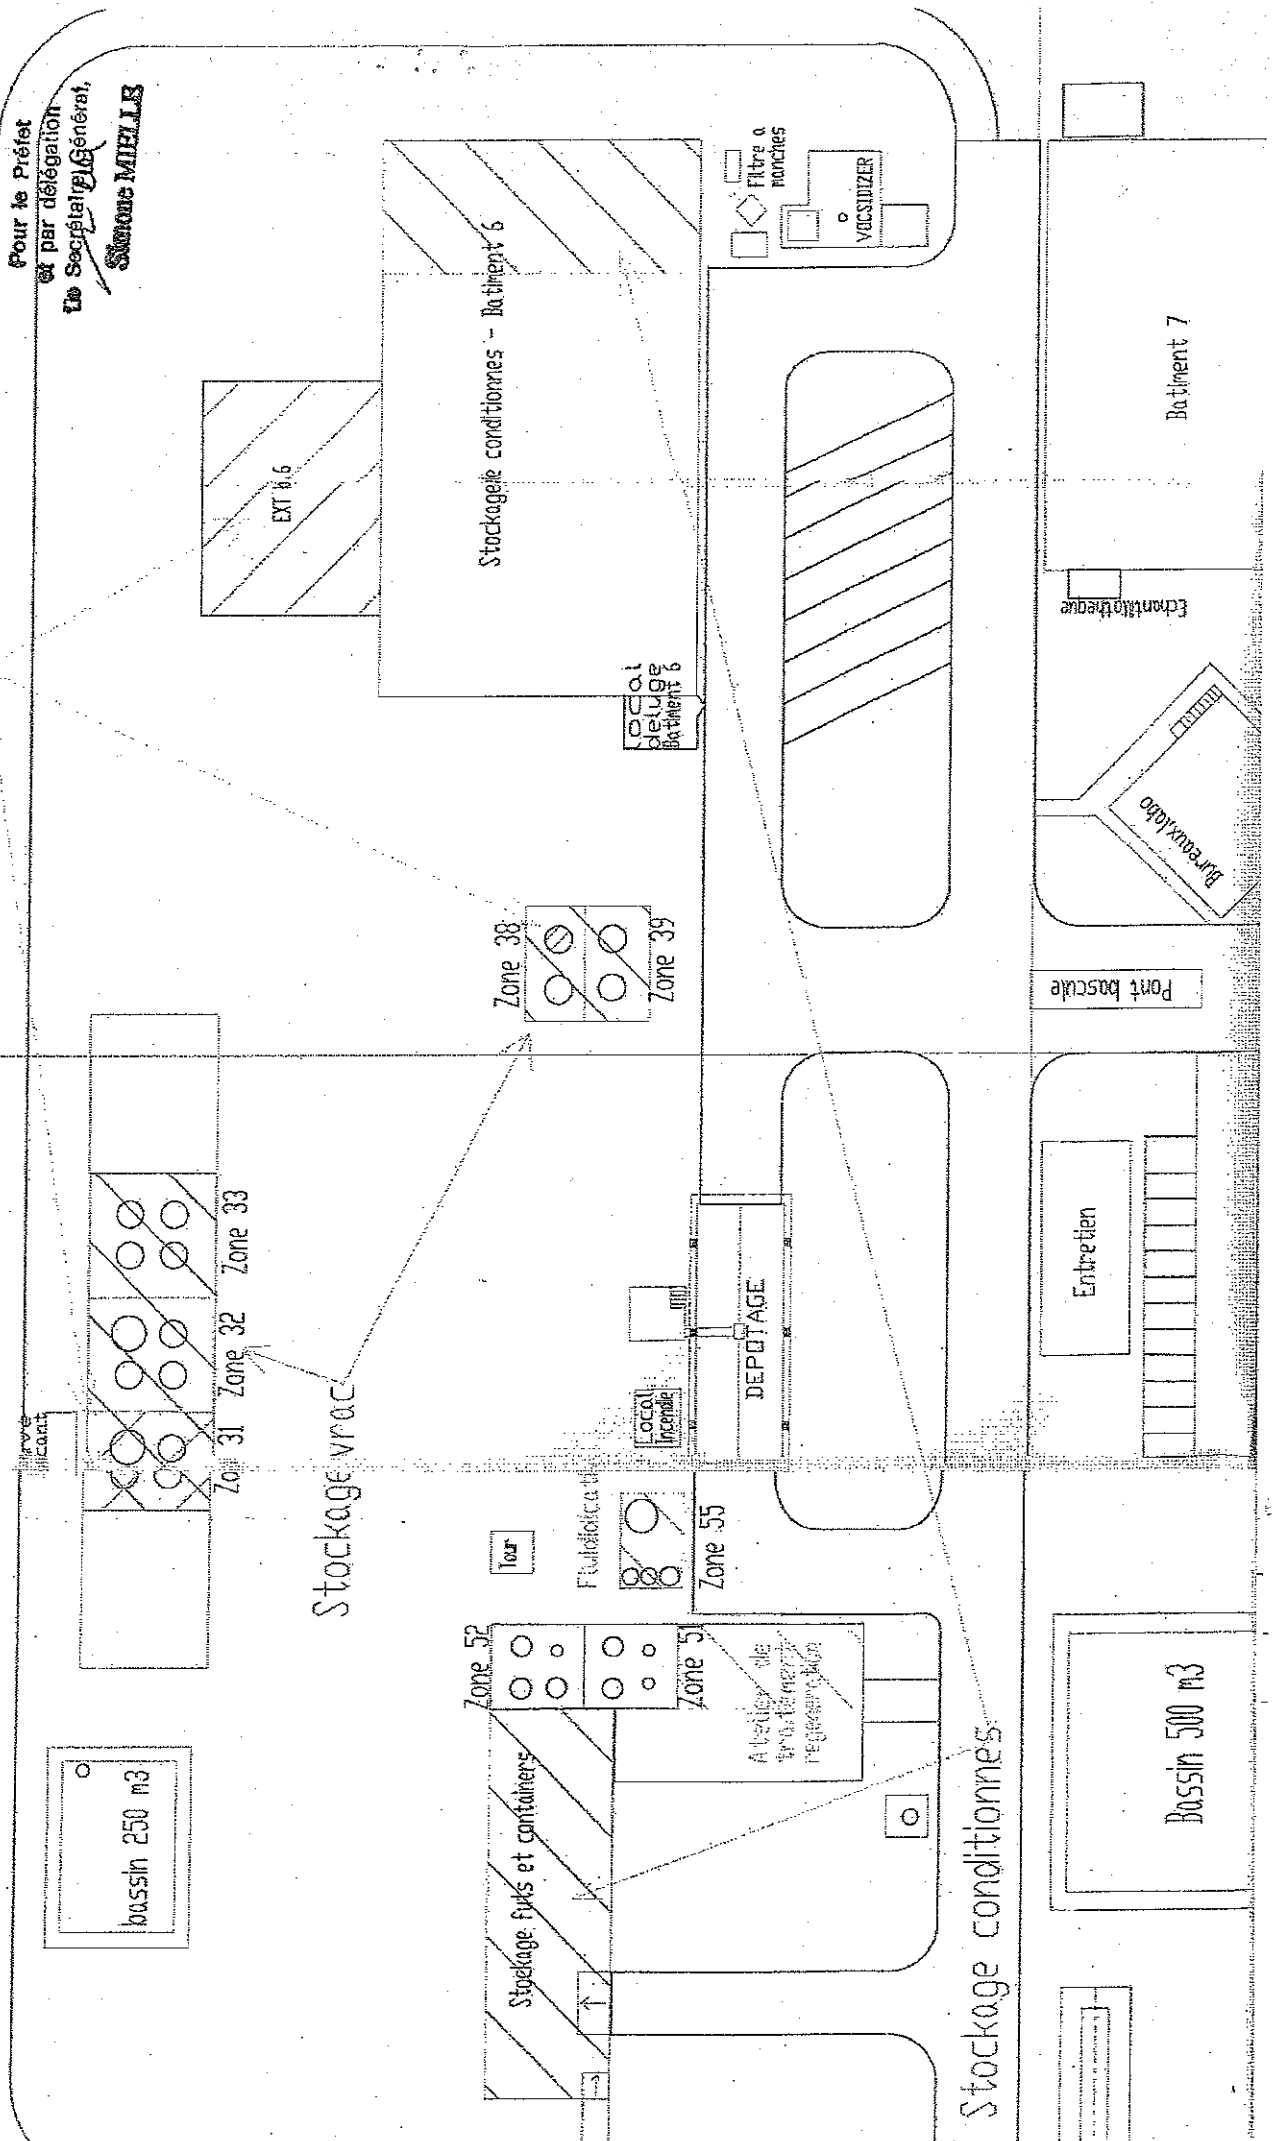 Pour le Préfet
et par délégation
Le Secrétaire Général,
Simone MIELLE
EXT b.6
Stockage conditionnes - Batiment 6
Filtre a
manches
VOCSIDIZER
Batiment 7
Local
deluge
Batiment 6
Echantillotheque
Bureaux,labo
Pont bascule
Zone 38
Zone 39
Zone 33
Zone 32
31
Stockage vrac
Local
Incendie
DEPOTAGE
Entretien
Tour
Zone 55
Zone 52
Zone 51
Atelier de
traitement
regeneration
bassin 250 m3
Stockage futs et containers
Stockage conditionnes
Bassin 500 m3